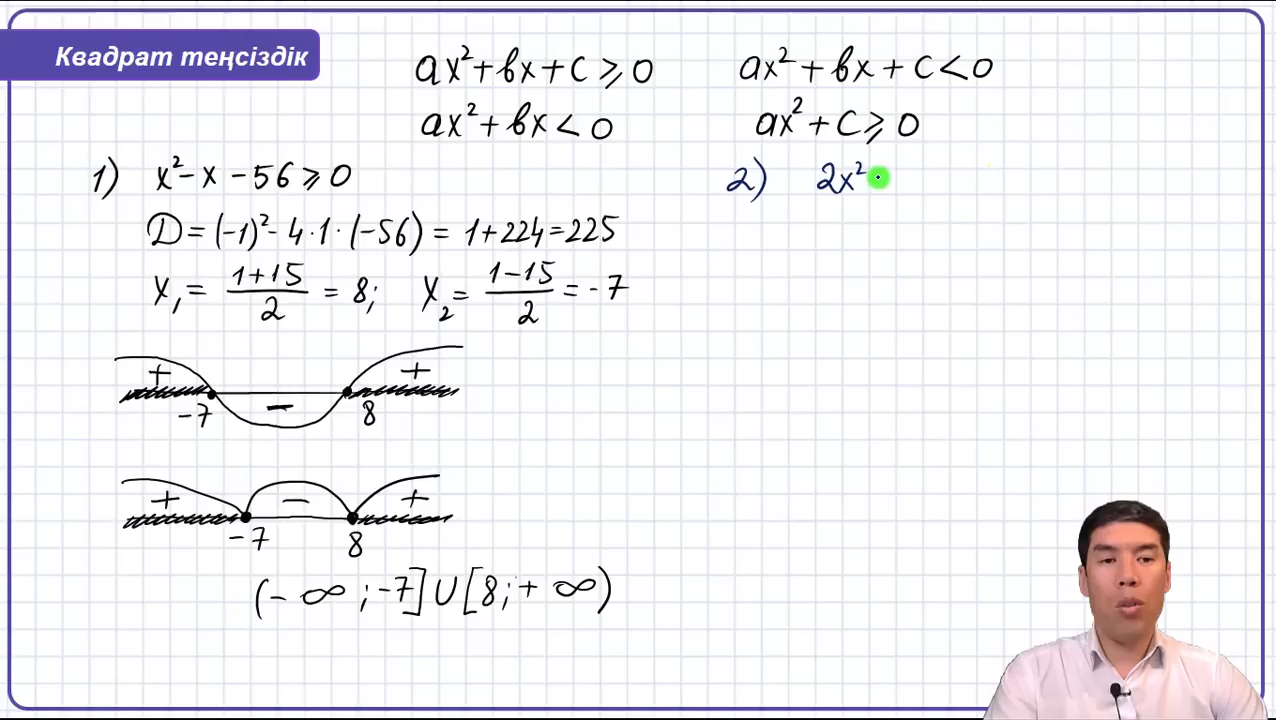 Квадрат теңсіздік
ax²+bx+c⩾0
ax²+bx+c<0
ax²+bx<0
ax²+c⩾0
1) x²-x-56⩾0
D=(-1)²-4·1·(-56)=1+224=225
x₁=(1+15)/2=8; x₂=(1-15)/2=-7
+ - +
-7 8
+ - +
-7 8
(-∞;-7]∪[8;+∞)
2) 2x²